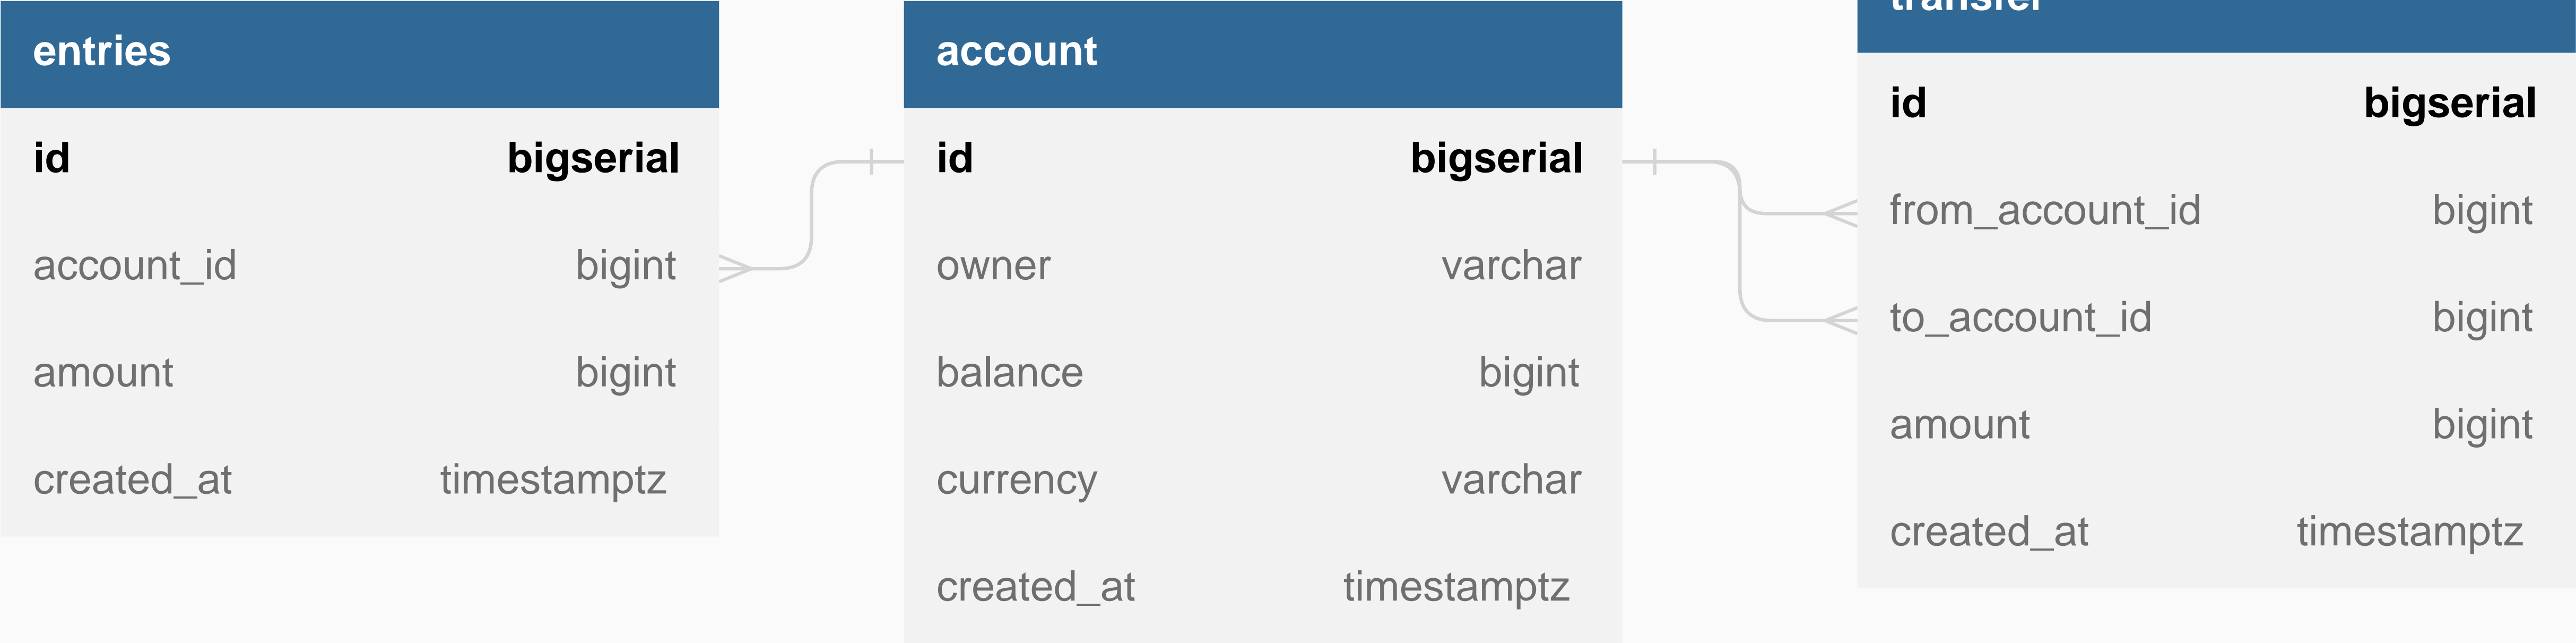 entries
id bigserial
account_id bigint
amount bigint
created_at timestamptz
account
id bigserial
owner varchar
balance bigint
currency varchar
created_at timestamptz
transfer
id bigserial
from_account_id bigint
to_account_id bigint
amount bigint
created_at timestamptz